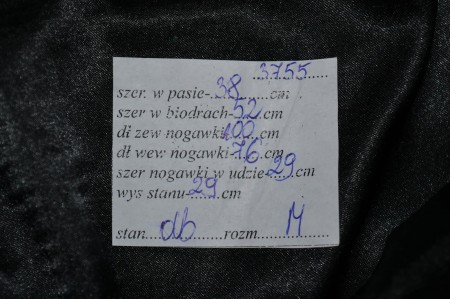 ...3755......
szer. w pasie-..38..........cm
szer w biodrach-52.cm
dł zew nogawki 100...cm
dł wew nogawki-76..cm
szer nogawki w udzie-.29.cm
wys stanu-29..cm
stan....db........rozm......M.........